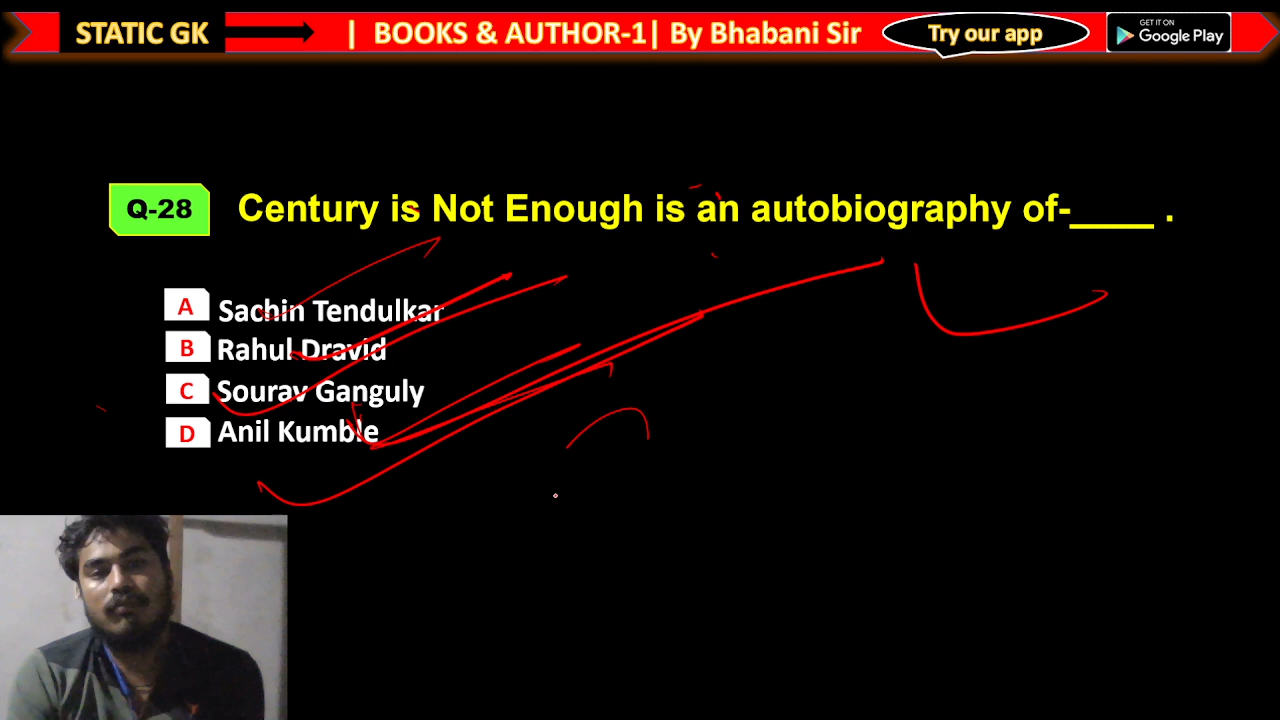 STATIC GK | BOOKS & AUTHOR-1| By Bhabani Sir Try our app GET IT ON Google Play
Q-28 Century is Not Enough is an autobiography of-____ .
A Sachin Tendulkar
B Rahul Dravid
C Sourav Ganguly
D Anil Kumble